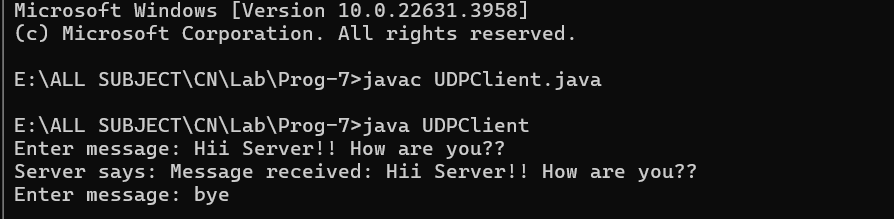 Microsoft Windows [Version 10.0.22631.3958]
(c) Microsoft Corporation. All rights reserved.
E:\ALL SUBJECT\CN\Lab\Prog-7>javac UDPClient.java
E:\ALL SUBJECT\CN\Lab\Prog-7>java UDPClient
Enter message: Hii Server!! How are you??
Server says: Message received: Hii Server!! How are you??
Enter message: bye